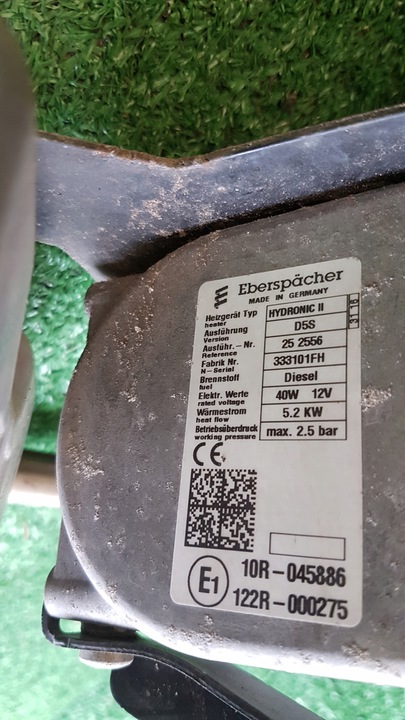 Eberspächer
MADE IN GERMANY
Heizgerät Typ HYDRONIC II 31 16
heater
Ausführung D5S
Version
Ausführ.-Nr. 25 2556
Reference
Fabrik Nr. 333101FH
N-Serial
Brennstoff Diesel
fuel
Elektr. Werte 40W 12V
rated voltage
Wärmestrom 5.2 KW
heat flow
Betriebsüberdruck max. 2.5 bar
working pressure
CE
E1 10R-045886
122R-000275